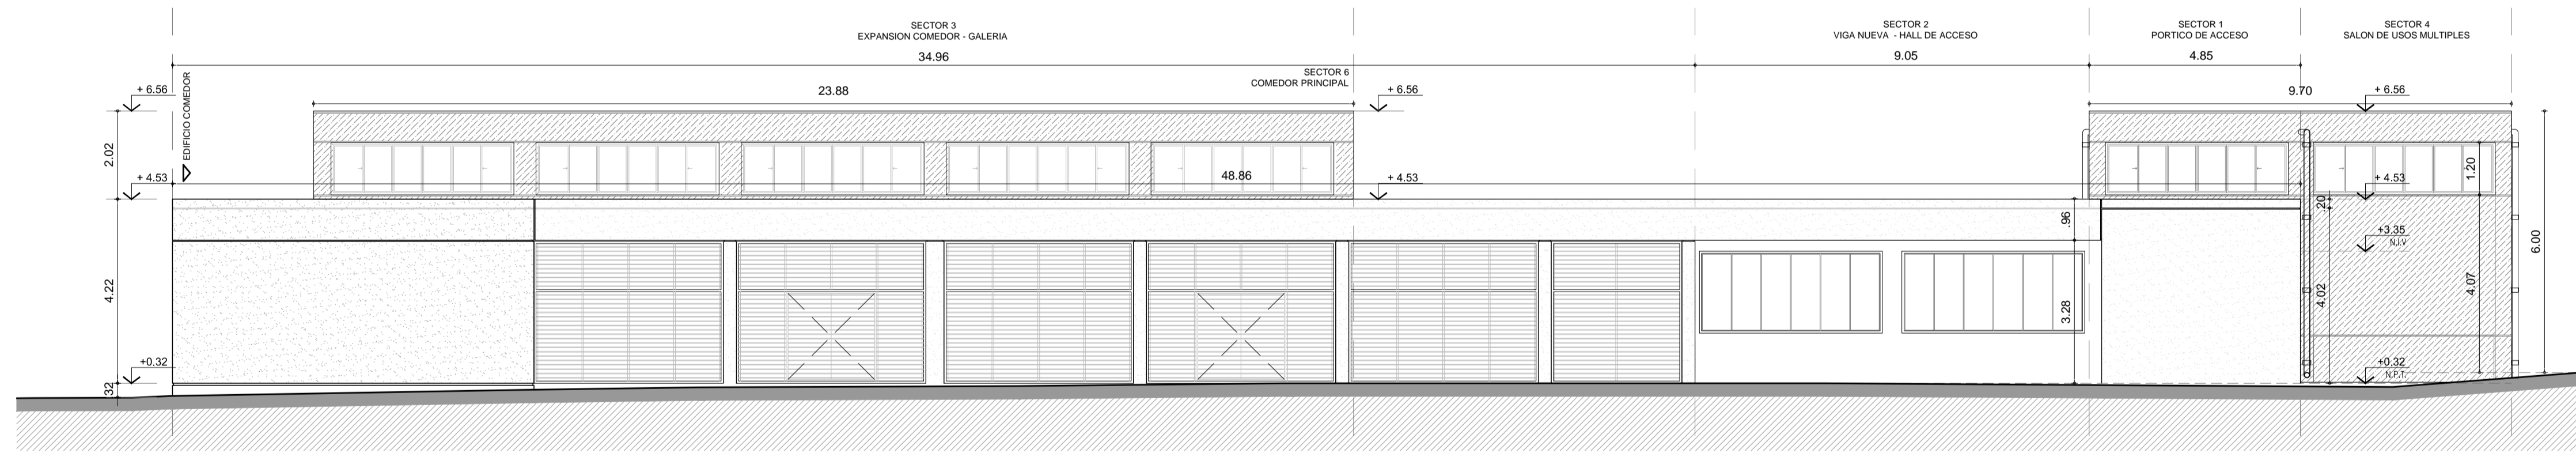 SECTOR 3
EXPANSION COMEDOR - GALERIA
SECTOR 2
VIGA NUEVA - HALL DE ACCESO
SECTOR 1
PORTICO DE ACCESO
SECTOR 4
SALON DE USOS MULTIPLES
34.96
9.05
4.85
SECTOR 6
COMEDOR PRINCIPAL
EDIFICIO COMEDOR
+ 6.56
23.88
+ 6.56
9.70
+ 6.56
2.02
+ 4.53
48.86
+ 4.53
1.20
+ 4.53
.20
.96
+3.35
N.I.V
6.00
4.22
3.28
4.02
4.07
+0.32
+0.32
N.P.T.
.32